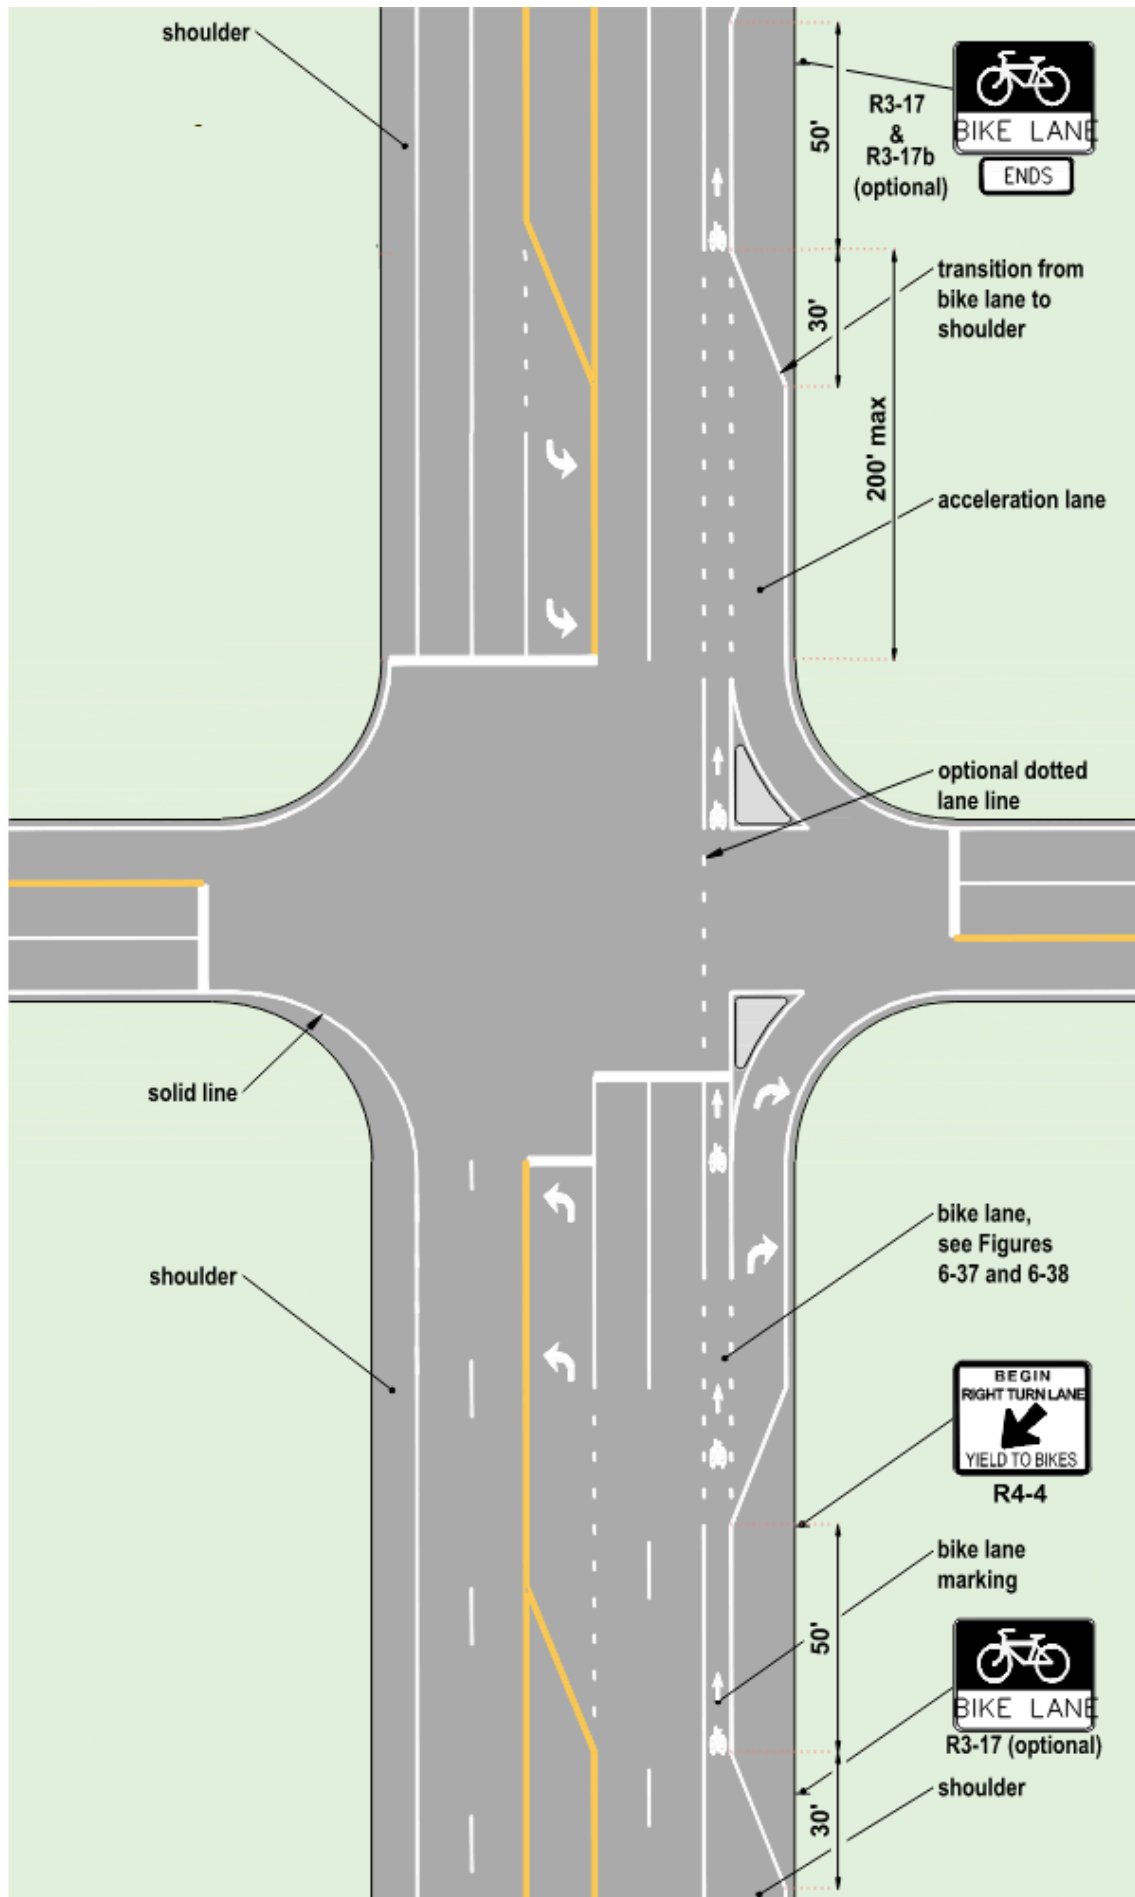 shoulder
50'
R3-17
&
R3-17b
(optional)
BIKE LANE
ENDS
30'
transition from
bike lane to
shoulder
200' max
acceleration lane
optional dotted
lane line
solid line
shoulder
bike lane,
see Figures
6-37 and 6-38
BEGIN
RIGHT TURN LANE
YIELD TO BIKES
R4-4
bike lane
marking
50'
BIKE LANE
R3-17 (optional)
30'
shoulder